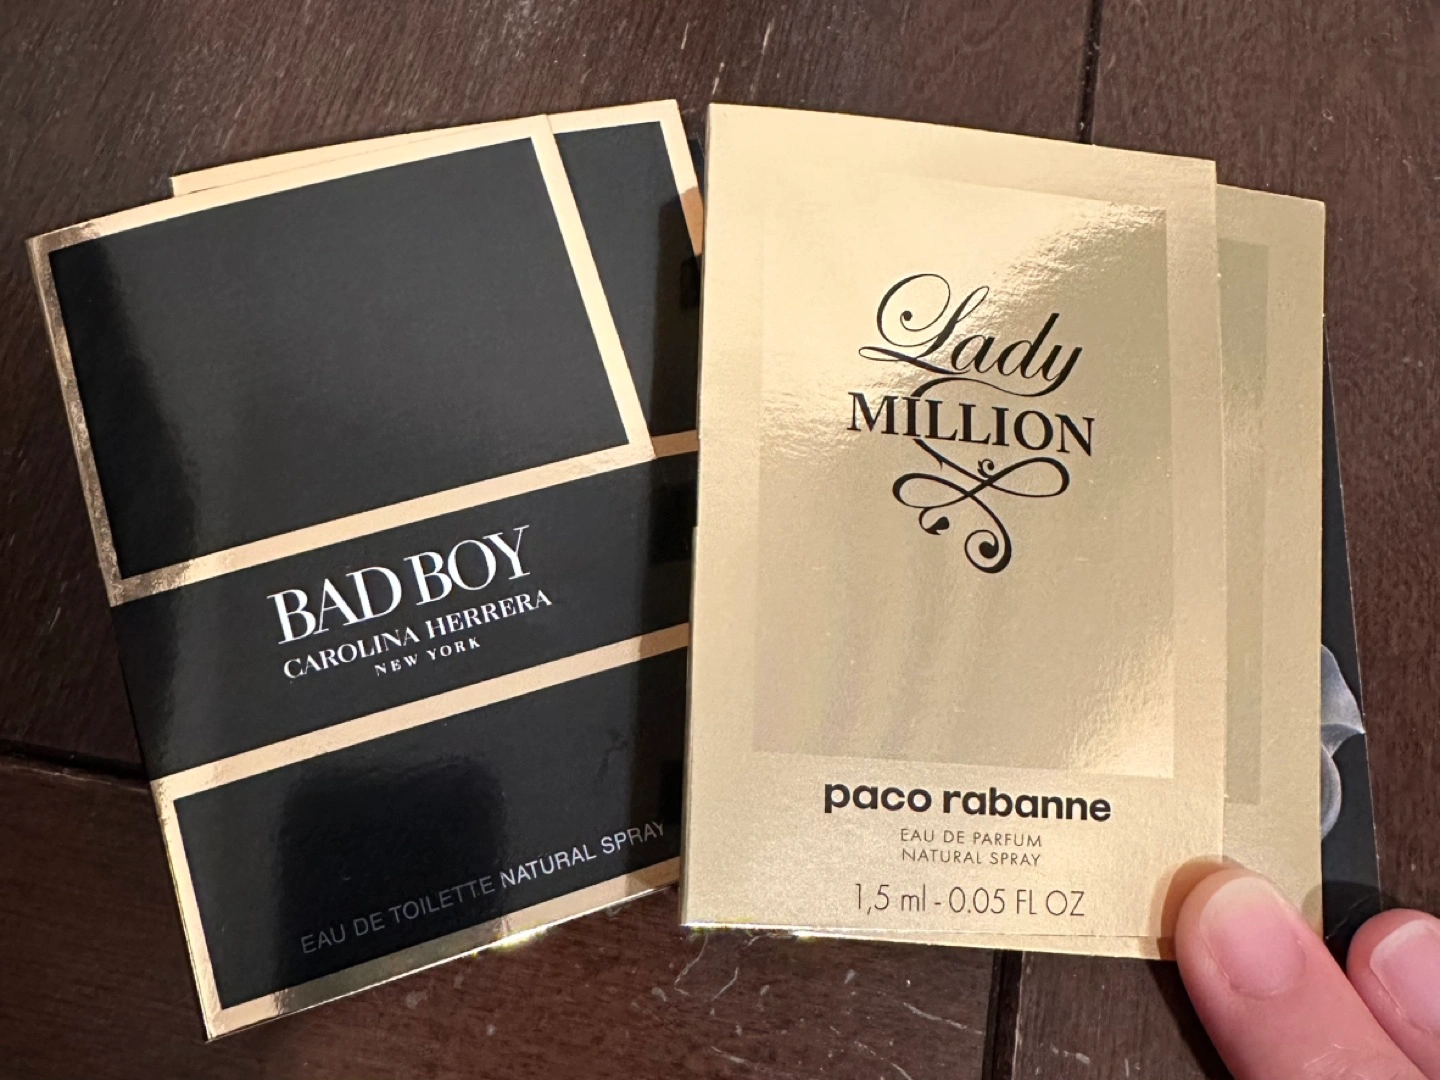 BAD BOY
CAROLINA HERRERA
NEW YORK
EAU DE TOILETTE NATURAL SPRAY
Lady
MILLION
paco rabanne
EAU DE PARFUM
NATURAL SPRAY
1,5 ml - 0.05 FL OZ